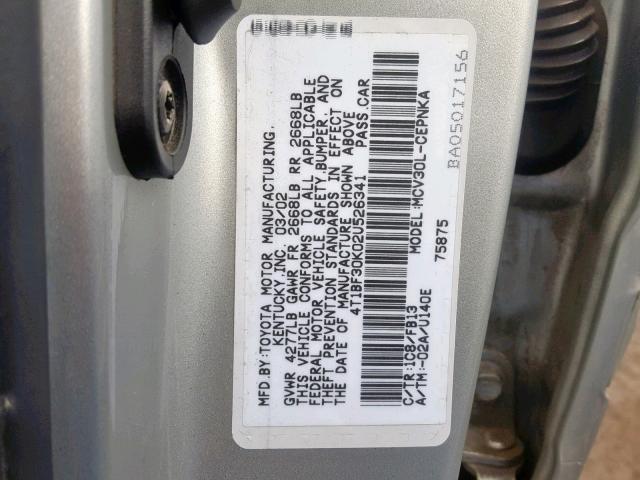 MFD.BY:TOYOTA MOTOR MANUFACTURING,
KENTUCKY,INC. 03/02
GVWR 4277LB GAWR FR 2668LB RR 2668LB
THIS VEHICLE CONFORMS TO ALL APPLICABLE
FEDERAL MOTOR VEHICLE SAFETY,BUMPER, AND
THEFT PREVENTION STANDARDS IN EFFECT ON
THE DATE OF MANUFACTURE SHOWN ABOVE
4T1BF30K02U526341 PASS.CAR
C/TR:1C8/FB13 MODEL:MCV30L-CEPNKA
A/TM:-02A/U140E 75875
BA05017156